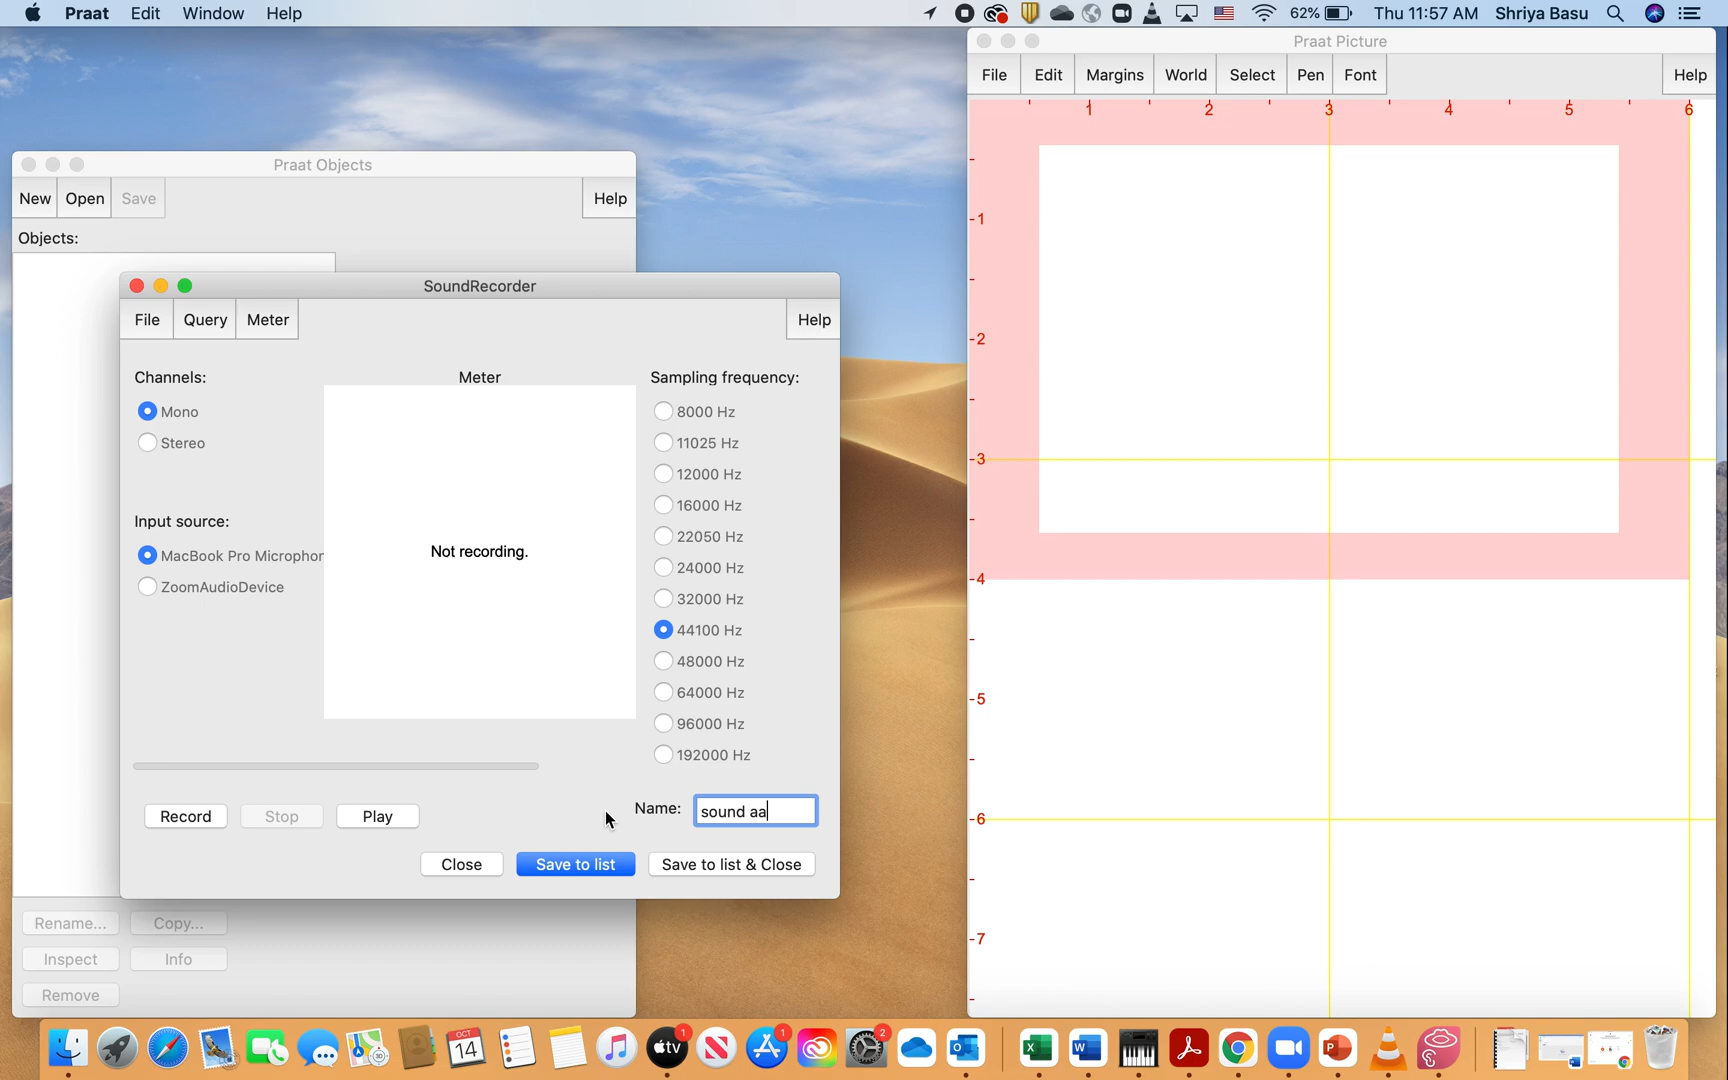 Praat Edit Window Help 62% Thu 11:57 AM Shriya Basu
Praat Picture
File Edit Margins World Select Pen Font Help
1 2 3 4 5 6
1
2
3
4
5
6
7
Praat Objects
New Open Save Help
Objects:
SoundRecorder
File Query Meter Help
Channels:
Mono
Stereo
Input source:
MacBook Pro Microphor
ZoomAudioDevice
Meter
Not recording.
Sampling frequency:
8000 Hz
11025 Hz
12000 Hz
16000 Hz
22050 Hz
24000 Hz
32000 Hz
44100 Hz
48000 Hz
64000 Hz
96000 Hz
192000 Hz
Record Stop Play
Name: sound aa
Close Save to list Save to list & Close
Rename... Copy...
Inspect Info
Remove
OCT
14
tv
1
1
2